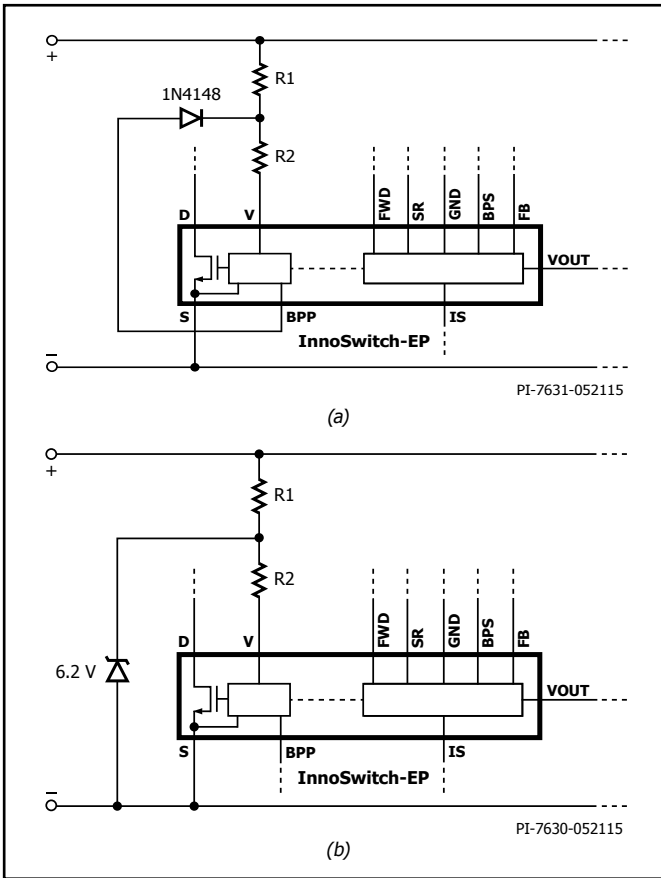 +
R1
1N4148
R2
D
V
FWD
SR
GND
BPS
FB
VOUT
S
BPP
IS
InnoSwitch-EP
–
PI-7631-052115
(a)
+
R1
R2
D
V
FWD
SR
GND
BPS
FB
6.2 V
VOUT
S
BPP
IS
InnoSwitch-EP
–
PI-7630-052115
(b)